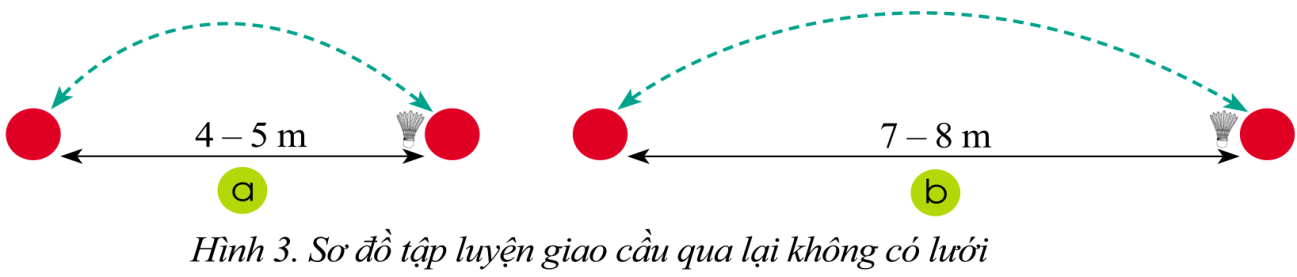 4 – 5 m
7 – 8 m
a
b
Hình 3. Sơ đồ tập luyện giao cầu qua lại không có lưới